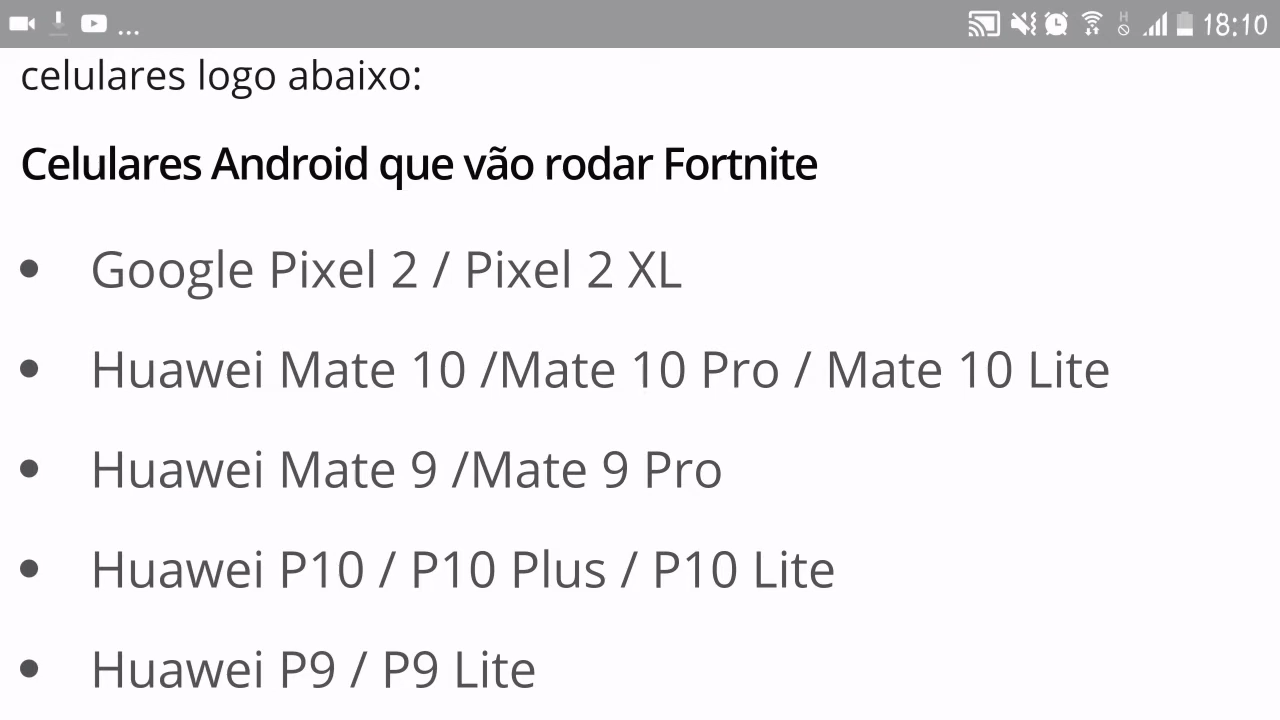 ... 18:10
celulares logo abaixo:
Celulares Android que vão rodar Fortnite
• Google Pixel 2 / Pixel 2 XL
• Huawei Mate 10 /Mate 10 Pro / Mate 10 Lite
• Huawei Mate 9 /Mate 9 Pro
• Huawei P10 / P10 Plus / P10 Lite
• Huawei P9 / P9 Lite